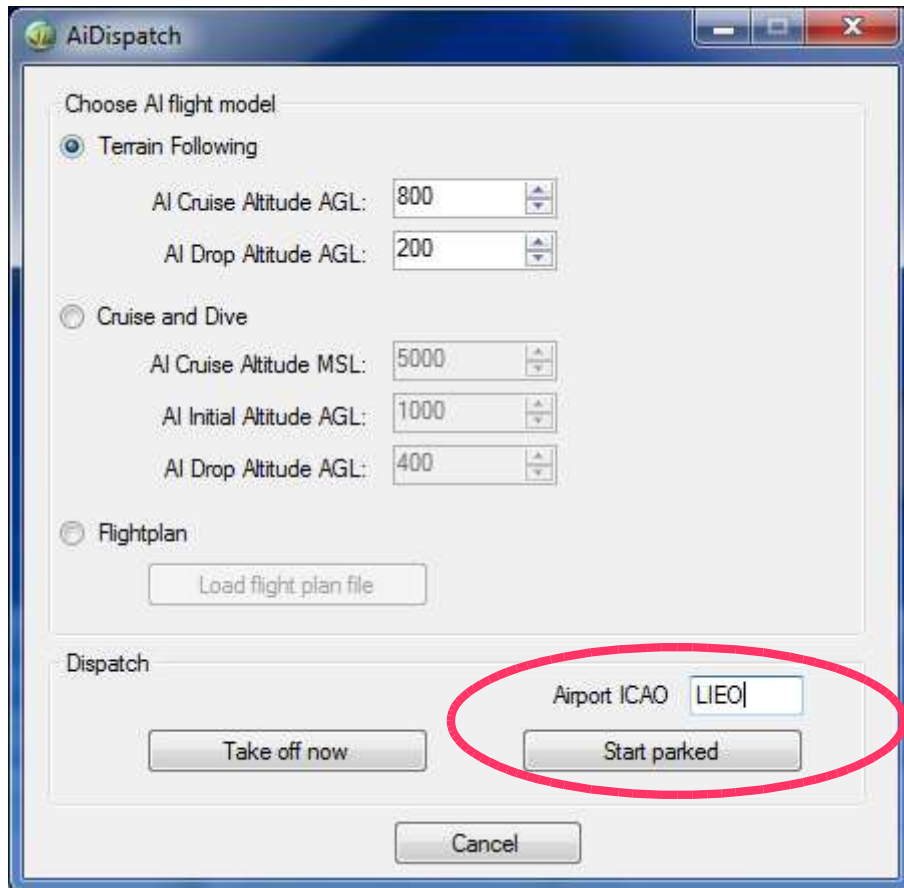 AiDispatch
Choose AI flight model
Terrain Following
AI Cruise Altitude AGL: 800
AI Drop Altitude AGL: 200
Cruise and Dive
AI Cruise Altitude MSL: 5000
AI Initial Altitude AGL: 1000
AI Drop Altitude AGL: 400
Flightplan
Load flight plan file
Dispatch
Airport ICAO LIEO
Take off now Start parked
Cancel